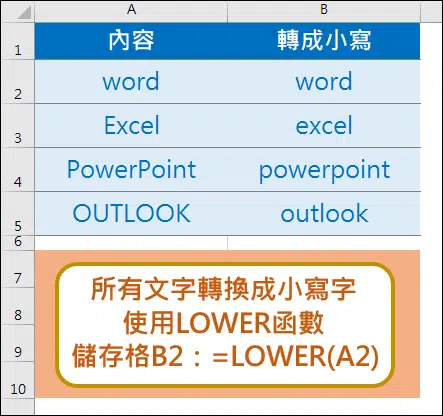 A B
1 內容 轉成小寫
2 word word
3 Excel excel
4 PowerPoint powerpoint
5 OUTLOOK outlook
6
7 所有文字轉換成小寫字
8 使用LOWER函數
9 儲存格B2：=LOWER(A2)
10